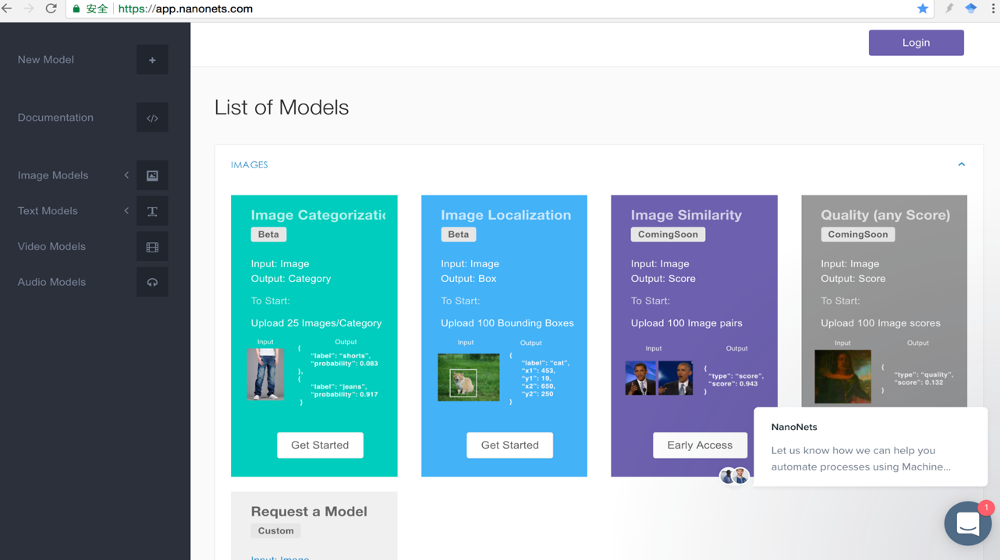 安全
https://app.nanonets.com
Login
New Model
+
Documentation
</>
Image Models
Text Models
T
Video Models
Audio Models
List of Models
IMAGES
Image Categorizatio
Beta
Input: Image
Output: Category
To Start:
Upload 25 Images/Category
Input
Output
{
"label": "shorts",
"probability": 0.083
},
{
"label": "jeans",
"probability": 0.917
}
Get Started
Image Localization
Beta
Input: Image
Output: Box
To Start:
Upload 100 Bounding Boxes
Input
Output
{
"label": "cat",
"x1": 453,
"y1": 19,
"x2": 650,
"y2": 250
}
Get Started
Image Similarity
ComingSoon
Input: Image
Output: Score
To Start:
Upload 100 Image pairs
Input
Output
{
"type": "score",
"score": 0.943
}
Early Access
Quality (any Score)
ComingSoon
Input: Image
Output: Score
To Start:
Upload 100 Image scores
Input
Output
{
"type": "quality",
"score": 0.132
}
Request a Model
Custom
Input: Image
NanoNets
Let us know how we can help you
automate processes using Machine...
1